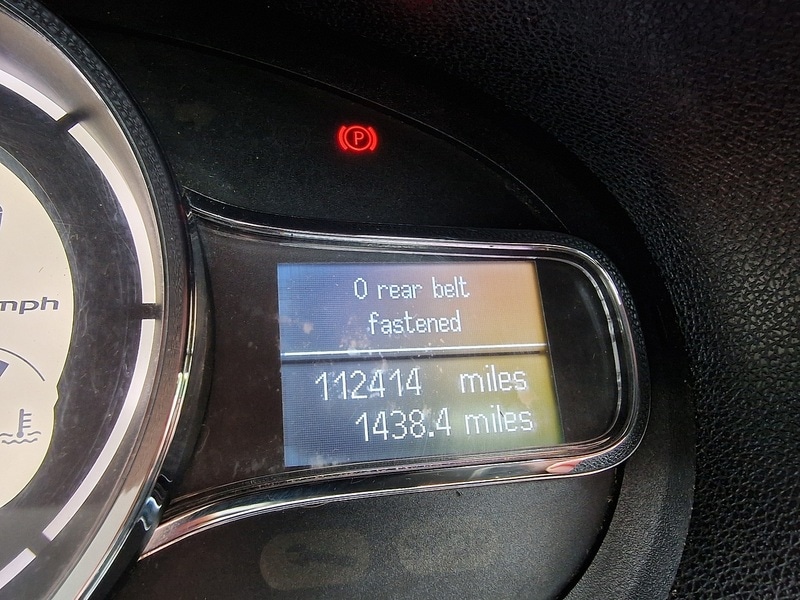 P
0 rear belt
fastened
mph
112414 miles
1438.4 miles